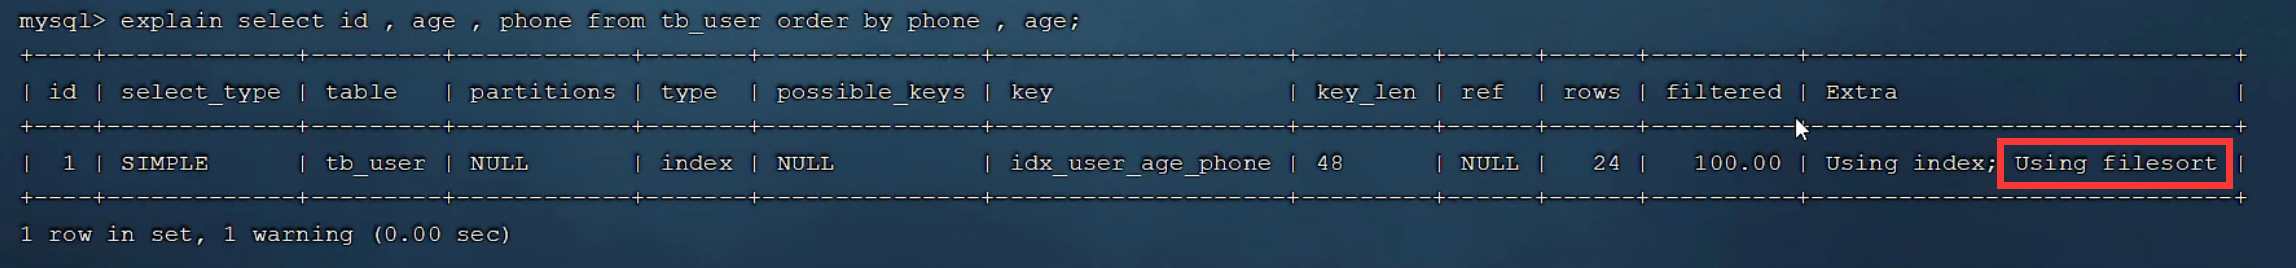 mysql> explain select id , age , phone from tb_user order by phone , age;
+----+-------------+---------+------------+-------+---------------+--------------------+---------+------+------+----------+-----------------------------+
| id | select_type | table | partitions | type | possible_keys | key | key_len | ref | rows | filtered | Extra |
+----+-------------+---------+------------+-------+---------------+--------------------+---------+------+------+----------+-----------------------------+
| 1 | SIMPLE | tb_user | NULL | index | NULL | idx_user_age_phone | 48 | NULL | 24 | 100.00 | Using index; Using filesort |
+----+-------------+---------+------------+-------+---------------+--------------------+---------+------+------+----------+-----------------------------+
1 row in set, 1 warning (0.00 sec)